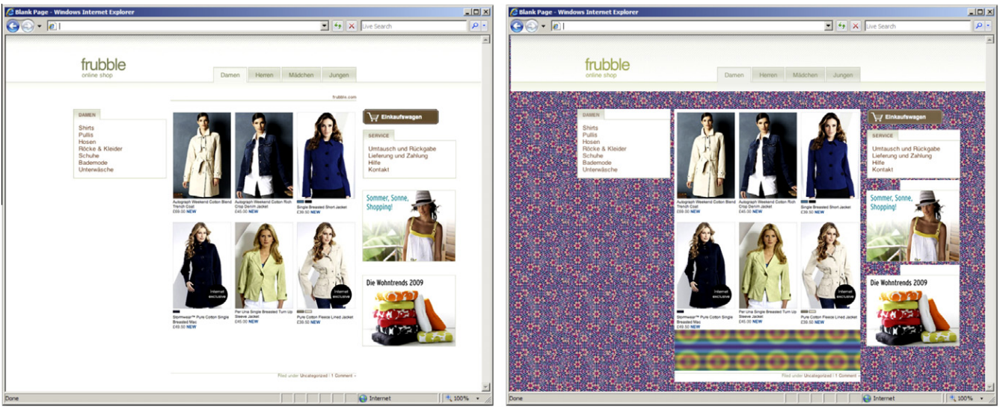 Blank Page - Windows Internet Explorer
Live Search
frubble
online shop
Damen Herren Mädchen Jungen
frubble.com
DAMEN
Shirts
Pullis
Hosen
Röcke & Kleider
Schuhe
Bademode
Unterwäsche
Autograph Weekend Cotton Blend
Trench Coat
£69.00 NEW
Autograph Weekend Cotton Rich
Crop Denim Jacket
£45.00 NEW
Single Breasted Short Jacket
£39.50 NEW
Internet
exclusive
Internet
exclusive
Stormwear™ Pure Cotton Single
Breasted Mac
£49.50 NEW
Per Una Single Breasted Turn Up
Sleeve Jacket
£45.00 NEW
Pure Cotton Fleece Lined Jacket
£39.50 NEW
Filed under Uncategorized | 1 Comment »
Einkaufswagen
SERVICE
Umtausch und Rückgabe
Lieferung und Zahlung
Hilfe
Kontakt
Sommer, Sonne,
Shopping!
Die Wohntrends 2009
Done Internet 100%
Blank Page - Windows Internet Explorer
Live Search
frubble
online shop
Damen Herren Mädchen Jungen
DAMEN
Shirts
Pullis
Hosen
Röcke & Kleider
Schuhe
Bademode
Unterwäsche
Autograph Weekend Cotton Blend
Trench Coat
£69.00 NEW
Autograph Weekend Cotton Rich
Crop Denim Jacket
£45.00 NEW
Single Breasted Short Jacket
£39.50 NEW
Internet
exclusive
Internet
exclusive
Stormwear™ Pure Cotton Single
Breasted Mac
£49.50 NEW
Per Una Single Breasted Turn Up
Sleeve Jacket
£45.00 NEW
Pure Cotton Fleece Lined Jacket
£39.50 NEW
Filed under Uncategorized | 1 Comment »
Einkaufswagen
SERVICE
Umtausch und Rückgabe
Lieferung und Zahlung
Hilfe
Kontakt
Sommer, Sonne,
Shopping!
Die Wohntrends 2009
Done Internet 100%